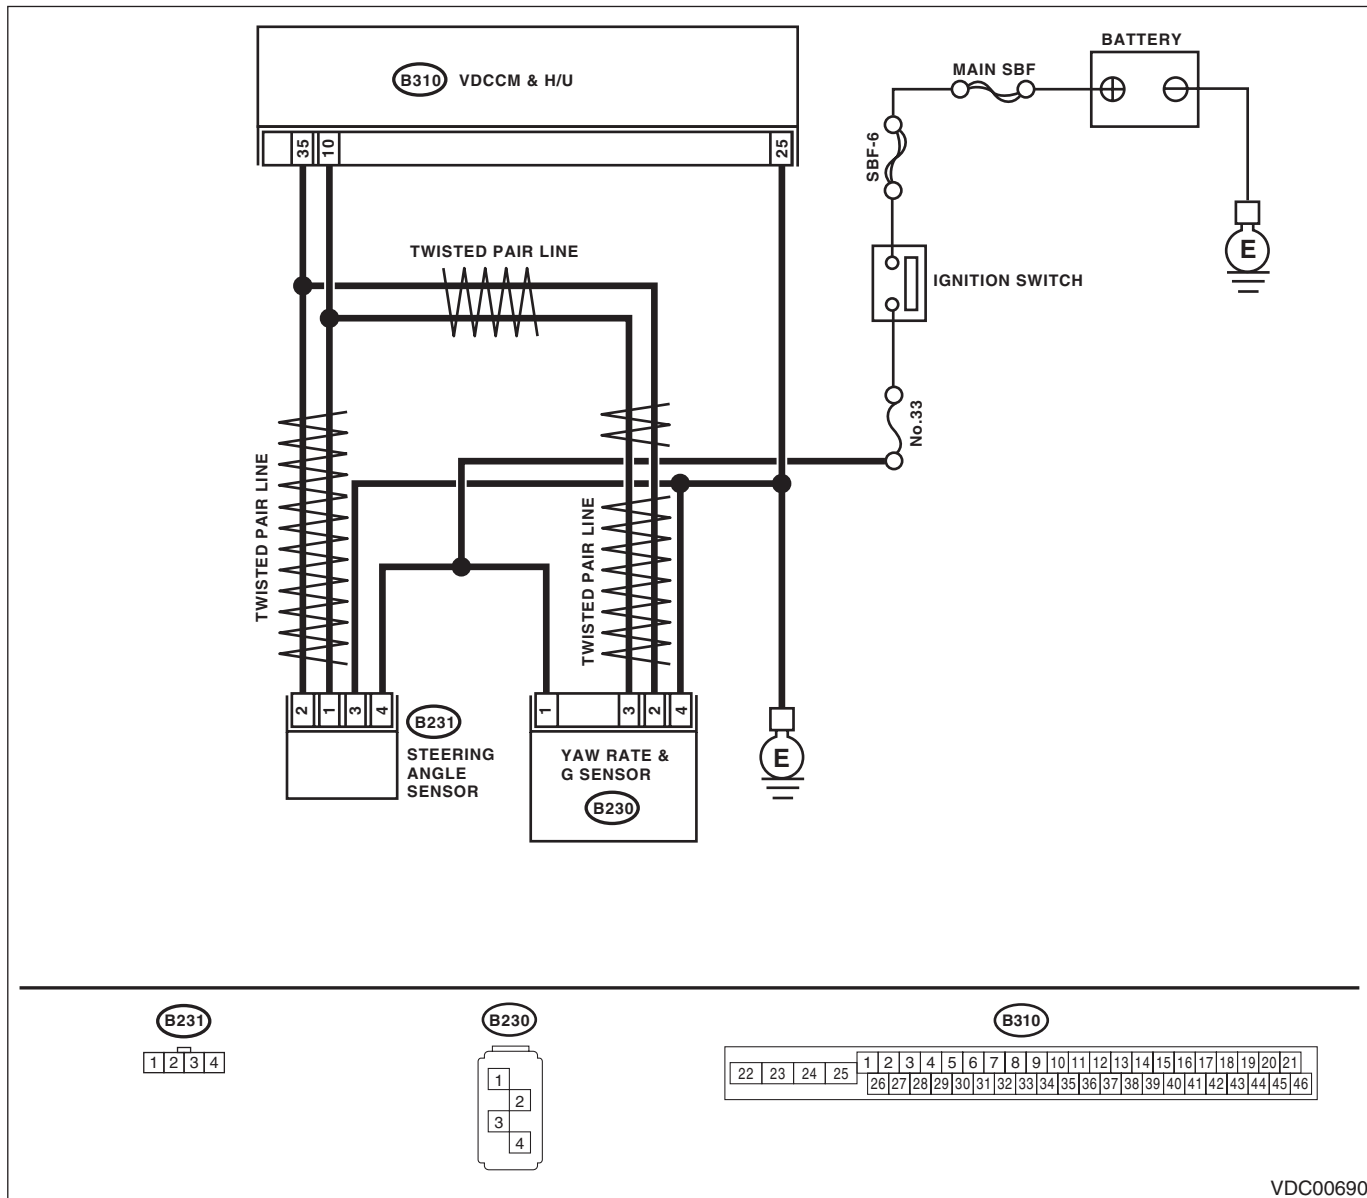 BATTERY
MAIN SBF
B310 VDCCM & H/U
35 10 25
SBF-6
E
TWISTED PAIR LINE
IGNITION SWITCH
No.33
TWISTED PAIR LINE
TWISTED PAIR LINE
2 1 3 4
1 3 2 4
B231
STEERING
ANGLE
SENSOR
YAW RATE &
G SENSOR
B230
E
B231
1 2 3 4
B230
1
2
3
4
B310
1 2 3 4 5 6 7 8 9 10 11 12 13 14 15 16 17 18 19 20 21
22 23 24 25
26 27 28 29 30 31 32 33 34 35 36 37 38 39 40 41 42 43 44 45 46
VDC00690